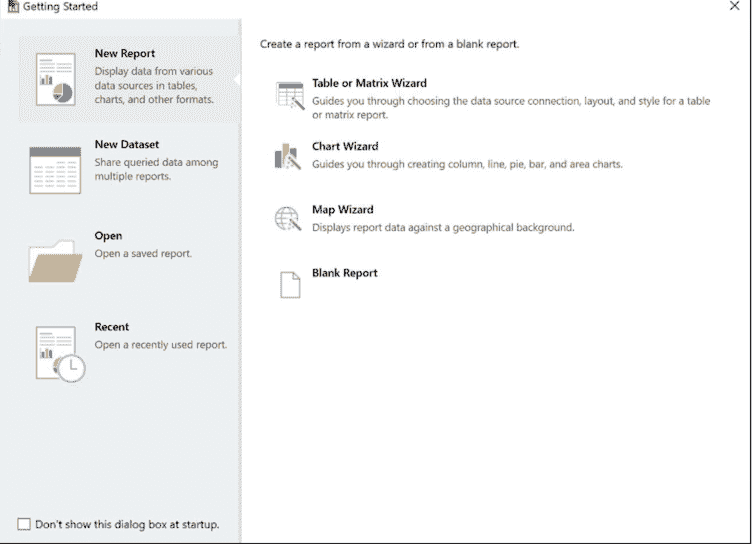 Getting Started
New Report
Display data from various
data sources in tables,
charts, and other formats.
New Dataset
Share queried data among
multiple reports.
Open
Open a saved report.
Recent
Open a recently used report.
Don't show this dialog box at startup.
Create a report from a wizard or from a blank report.
Table or Matrix Wizard
Guides you through choosing the data source connection, layout, and style for a table
or matrix report.
Chart Wizard
Guides you through creating column, line, pie, bar, and area charts.
Map Wizard
Displays report data against a geographical background.
Blank Report